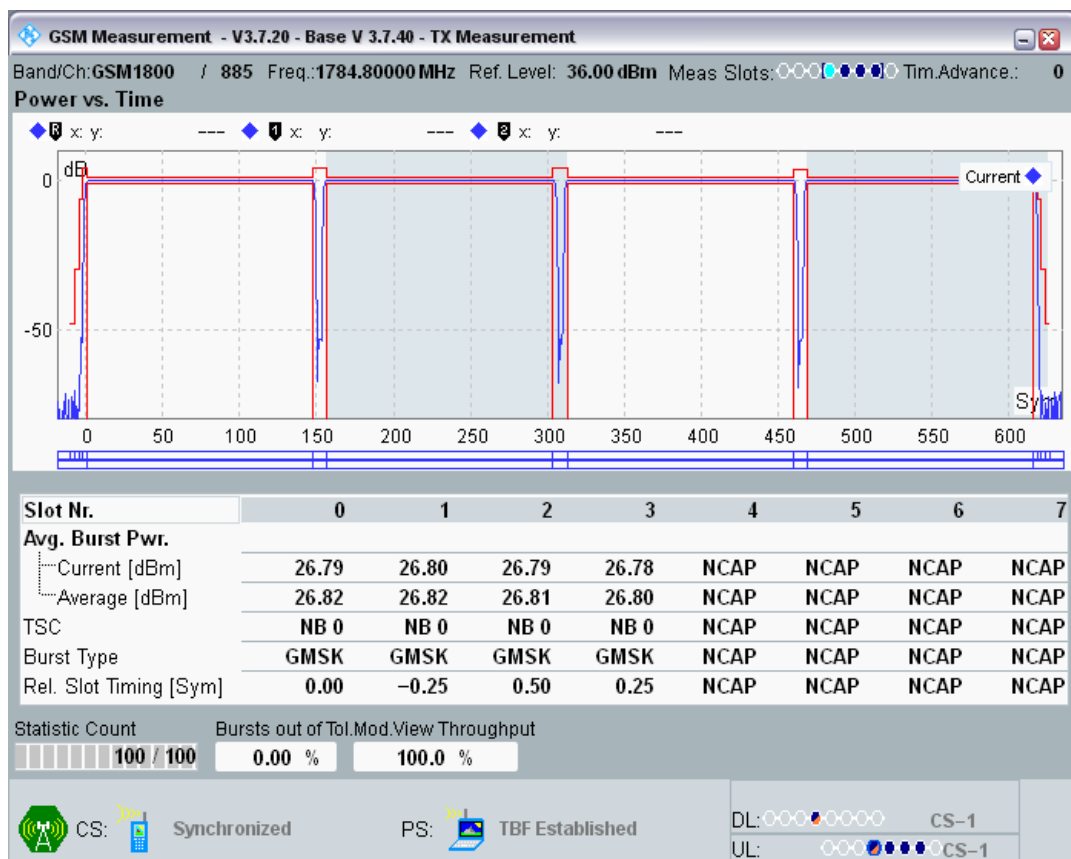 GSM Measurement - V3.7.20 - Base V 3.7.40 - TX Measurement
Band/Ch:GSM1800 / 885 Freq.:1784.80000 MHz Ref. Level: 36.00 dBm Meas Slots: Tim.Advance.: 0
Power vs. Time
R x: y: --- 1 x: y: --- 2 x: y: ---
dB
Current
0
-50
Sym
0 50 100 150 200 250 300 350 400 450 500 550 600
Slot Nr. 0 1 2 3 4 5 6 7
Avg. Burst Pwr.
Current [dBm] 26.79 26.80 26.79 26.78 NCAP NCAP NCAP NCAP
Average [dBm] 26.82 26.82 26.81 26.80 NCAP NCAP NCAP NCAP
TSC NB 0 NB 0 NB 0 NB 0 NCAP NCAP NCAP NCAP
Burst Type GMSK GMSK GMSK GMSK NCAP NCAP NCAP NCAP
Rel. Slot Timing [Sym] 0.00 −0.25 0.50 0.25 NCAP NCAP NCAP NCAP
Statistic Count Bursts out of Tol.Mod.View Throughput
100 / 100 0.00 % 100.0 %
CS: Synchronized PS: TBF Established
DL: CS−1
UL: CS−1